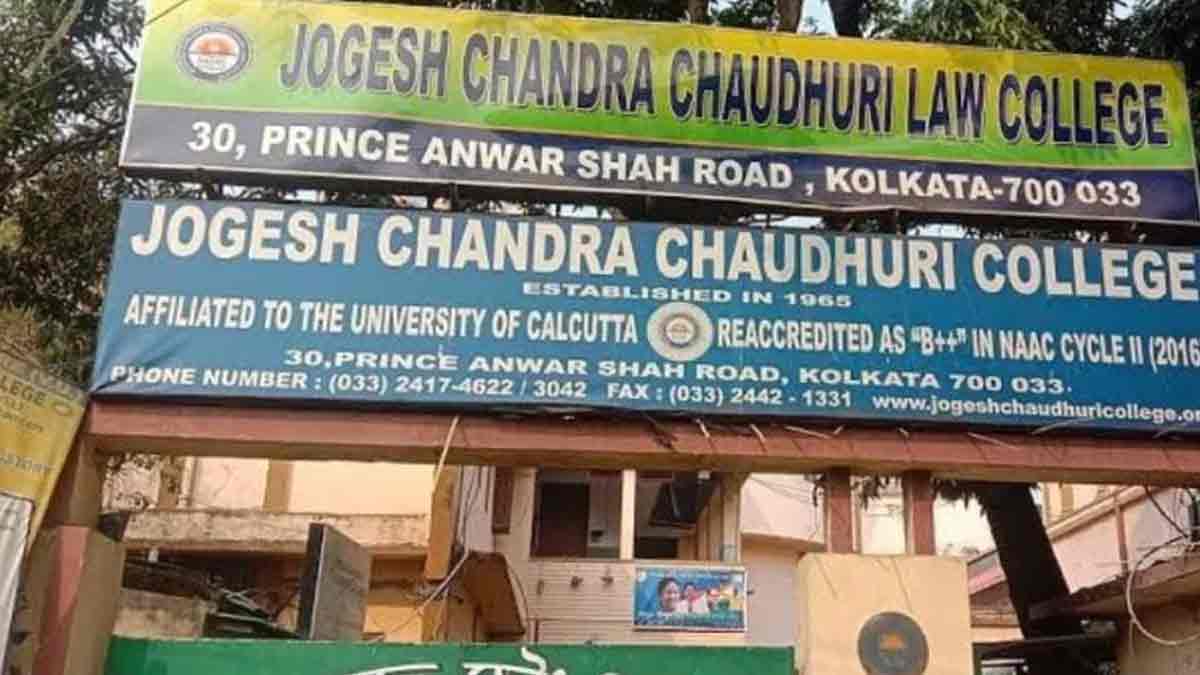 JOGESH CHANDRA CHAUDHURI LAW COLLEGE
30, PRINCE ANWAR SHAH ROAD , KOLKATA-700 033
JOGESH CHANDRA CHAUDHURI COLLEGE
ESTABLISHED IN 1965
AFFILIATED TO THE UNIVERSITY OF CALCUTTA REACCREDITED AS "B++" IN NAAC CYCLE II (2016
30,PRINCE ANWAR SHAH ROAD, KOLKATA 700 033.
PHONE NUMBER : (033) 2417-4622 / 3042 FAX : (033) 2442 - 1331 www.jogeshchaudhuricollege.o